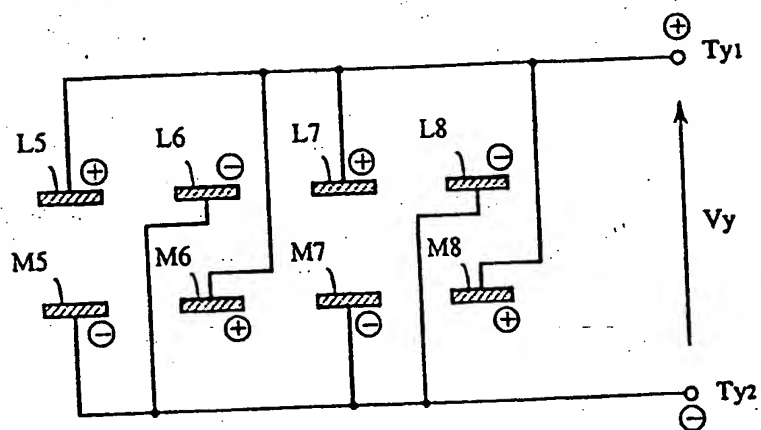 ⊕
Ty1
L5 ⊕ L6 ⊖ L7 ⊕ L8 ⊖
Vy
M5 ⊖ M6 ⊕ M7 ⊖ M8 ⊕
Ty2
⊖